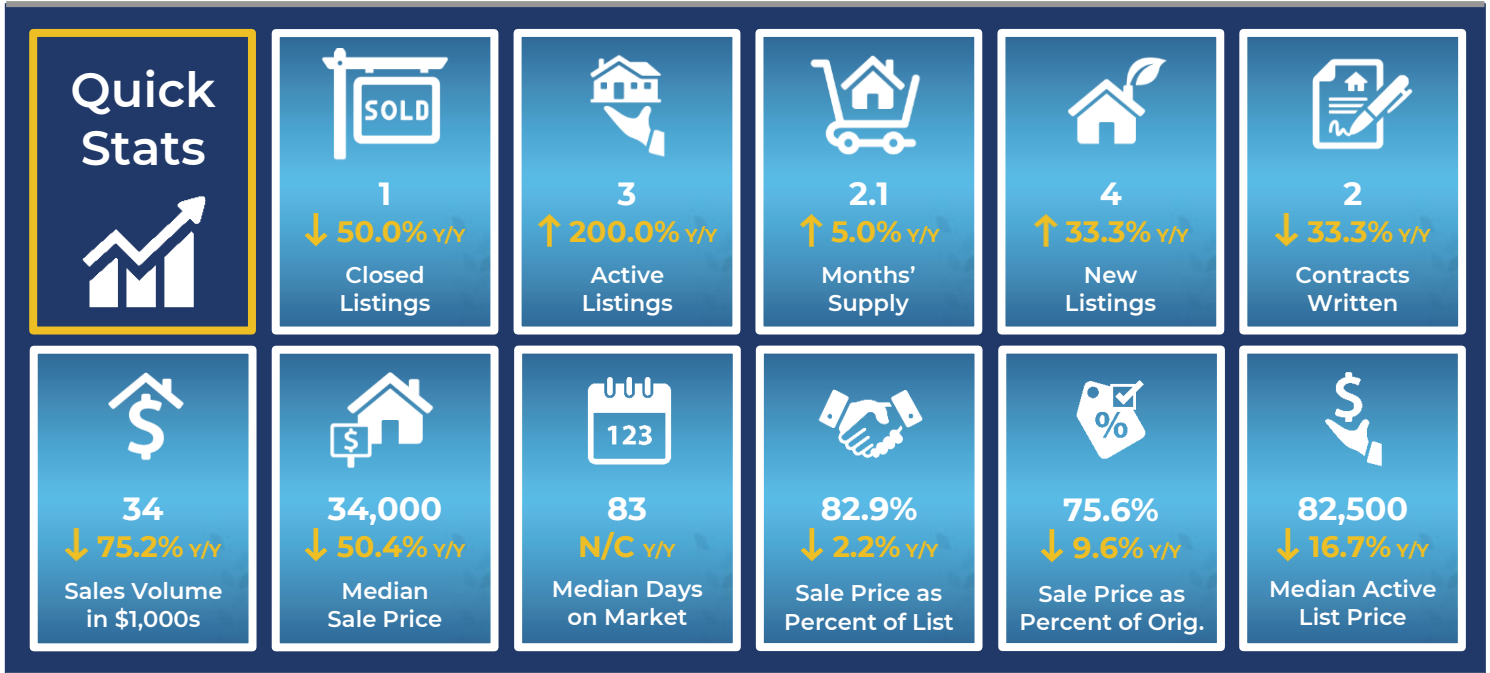 Quick
Stats
SOLD
1
↓ 50.0% Y/Y
Closed
Listings
3
↑ 200.0% Y/Y
Active
Listings
2.1
↑ 5.0% Y/Y
Months’
Supply
4
↑ 33.3% Y/Y
New
Listings
2
↓ 33.3% Y/Y
Contracts
Written
$
34
↓ 75.2% Y/Y
Sales Volume
in $1,000s
$
34,000
↓ 50.4% Y/Y
Median
Sale Price
123
83
N/C Y/Y
Median Days
on Market
82.9%
↓ 2.2% Y/Y
Sale Price as
Percent of List
%
75.6%
↓ 9.6% Y/Y
Sale Price as
Percent of Orig.
$
82,500
↓ 16.7% Y/Y
Median Active
List Price